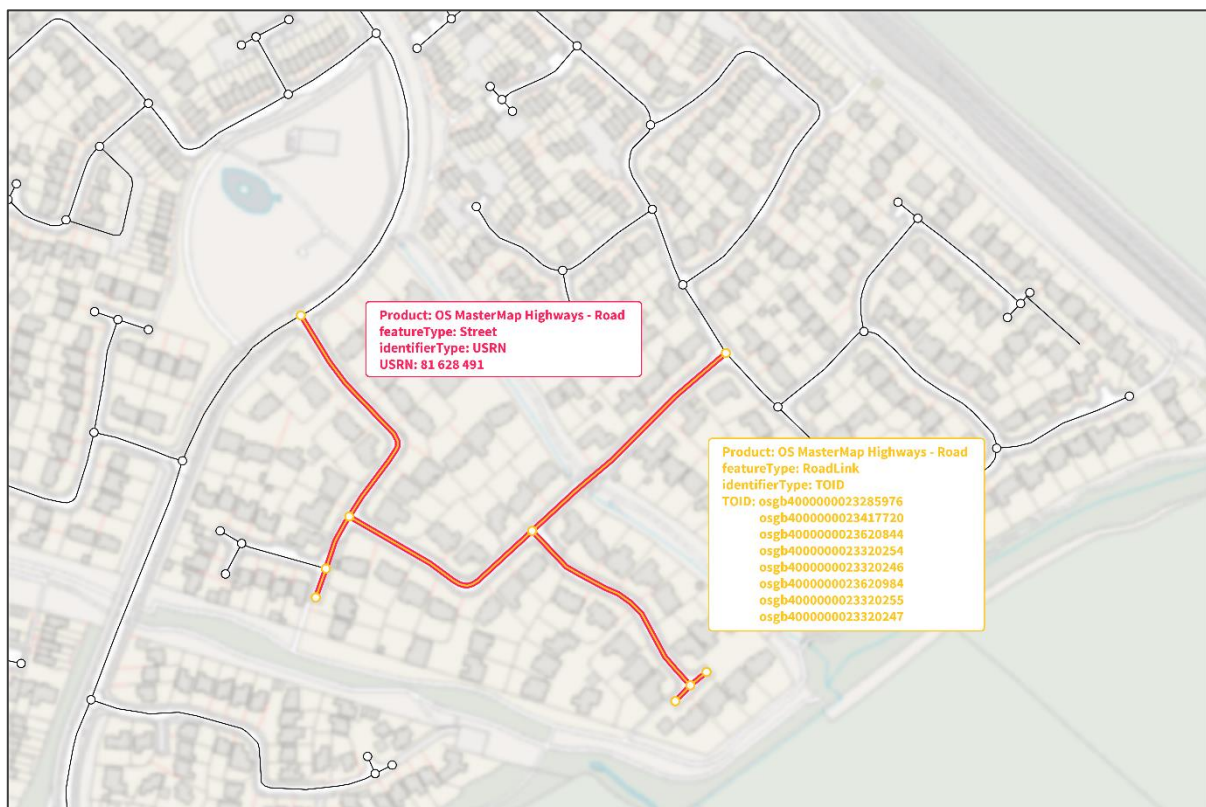 Product: OS MasterMap Highways - Road
featureType: Street
identifierType: USRN
USRN: 81 628 491
Product: OS MasterMap Highways - Road
featureType: RoadLink
identifierType: TOID
TOID: osgb4000000023285976
osgb4000000023417720
osgb4000000023620844
osgb4000000023320254
osgb4000000023320246
osgb4000000023620984
osgb4000000023320255
osgb4000000023320247